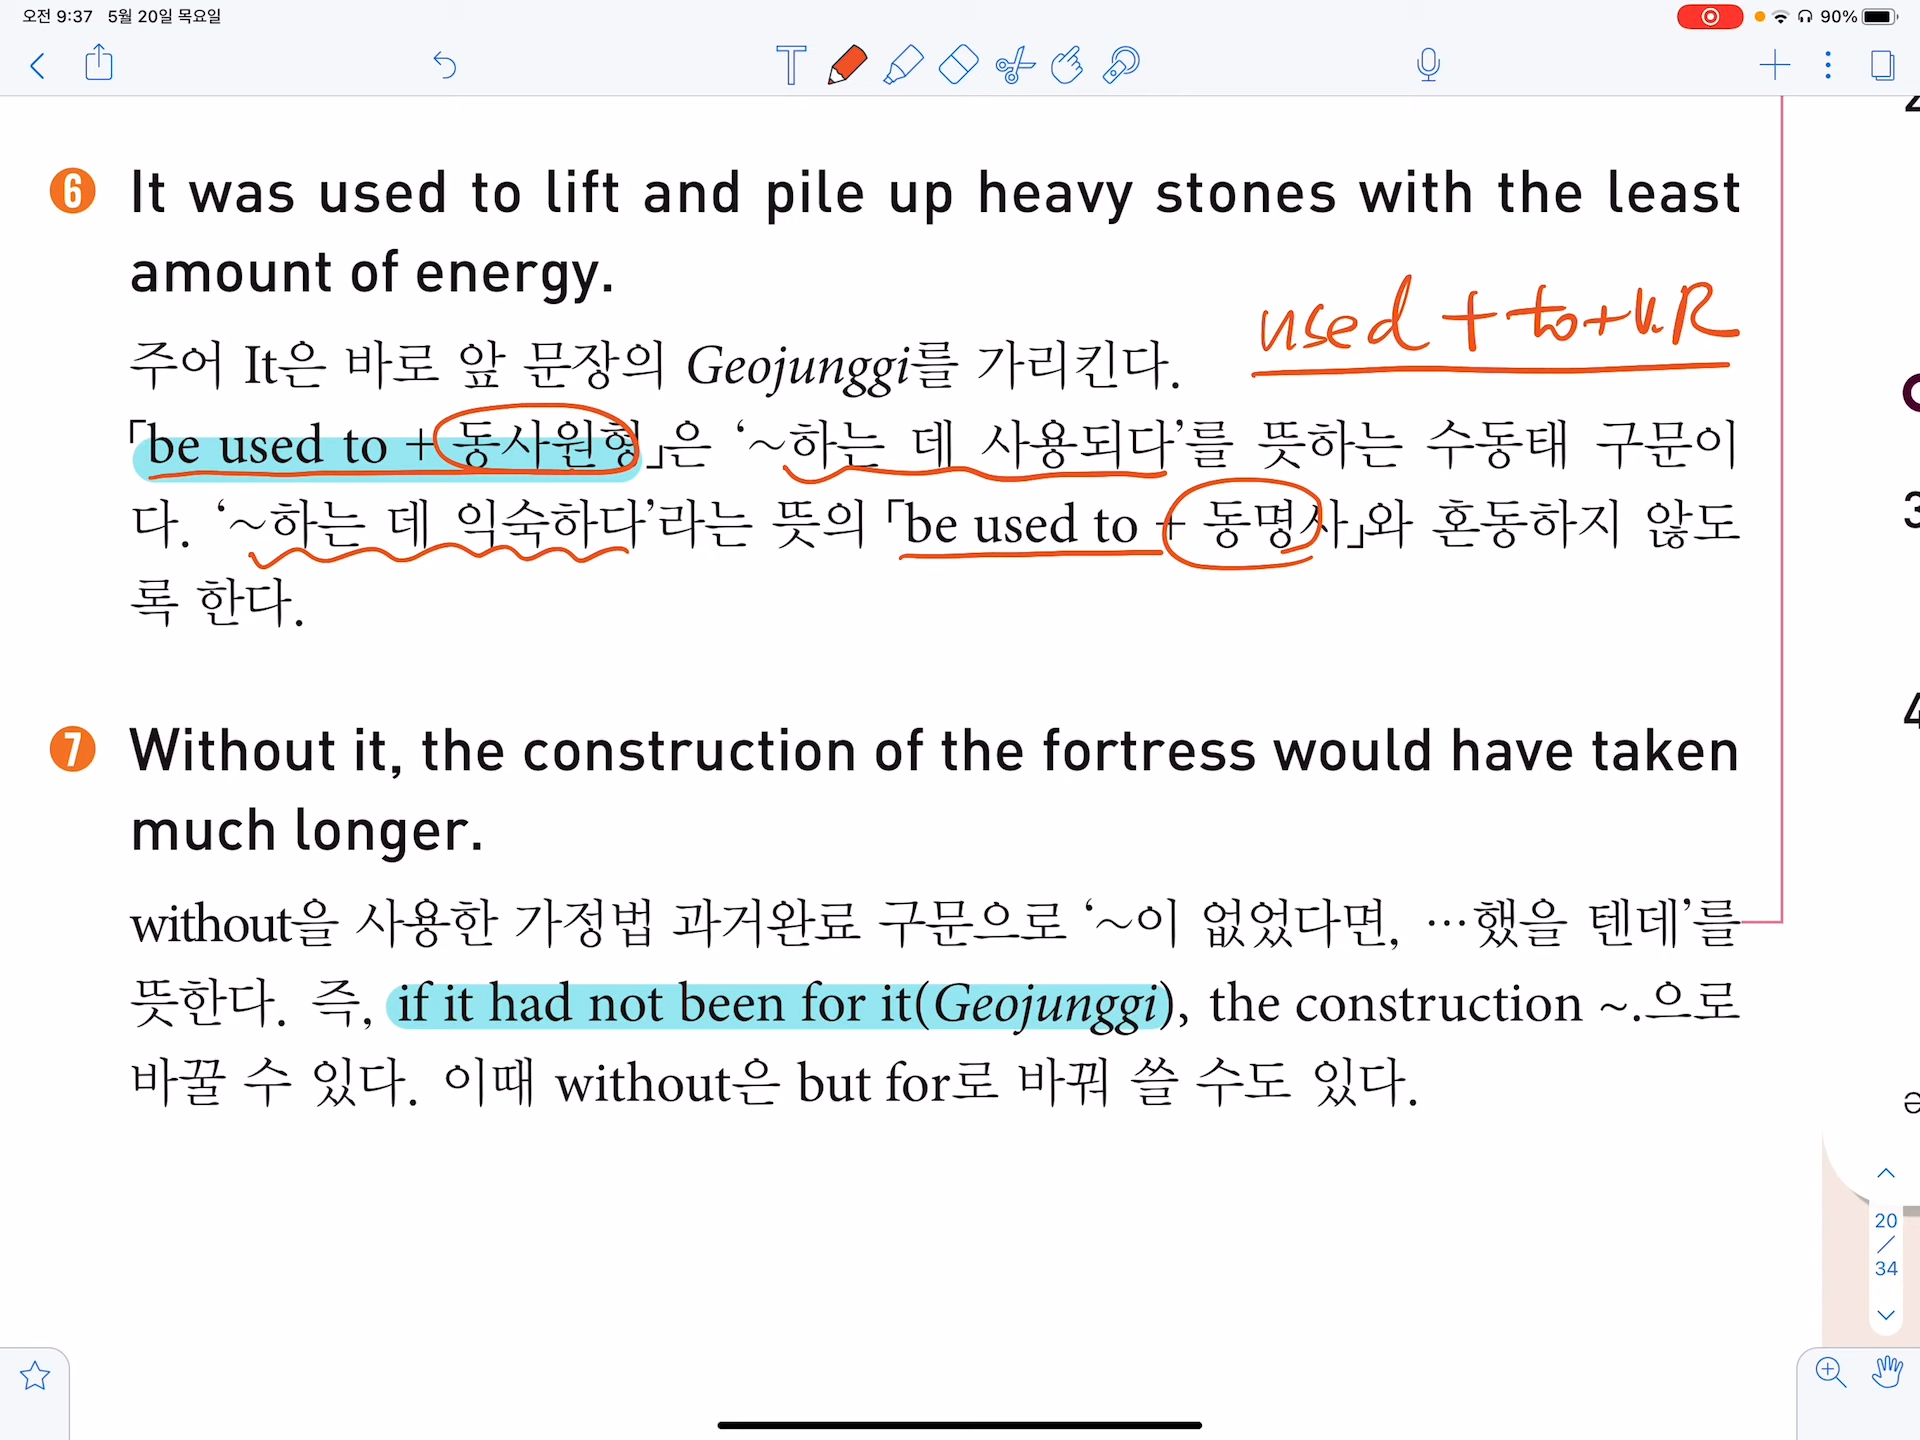 오전 9:37 5월 20일 목요일
90%
6 It was used to lift and pile up heavy stones with the least
amount of energy.
used + to + V.R
주어 It은 바로 앞 문장의 Geojunggi를 가리킨다.
「be used to + 동사원형」은 ‘~하는 데 사용되다’를 뜻하는 수동태 구문이
다. ‘~하는 데 익숙하다’라는 뜻의 「be used to + 동명사」와 혼동하지 않도
록 한다.
7 Without it, the construction of the fortress would have taken
much longer.
without을 사용한 가정법 과거완료 구문으로 ‘~이 없었다면, …했을 텐데’를
뜻한다. 즉, if it had not been for it(Geojunggi), the construction ~.으로
바꿀 수 있다. 이때 without은 but for로 바꿔 쓸 수도 있다.
20
/
34